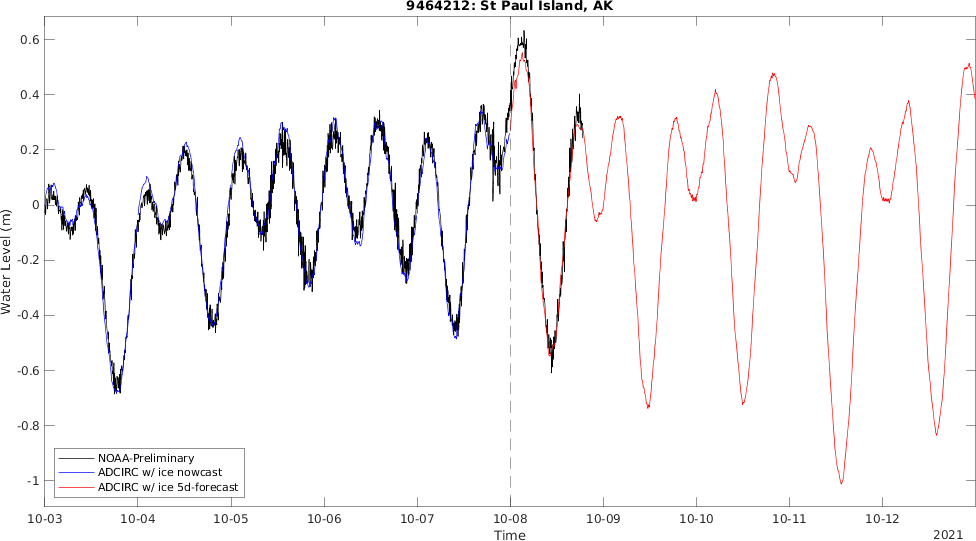 9464212: St Paul Island, AK
Water Level (m)
0.6
0.4
0.2
0
-0.2
-0.4
-0.6
-0.8
-1
NOAA-Preliminary
ADCIRC w/ ice nowcast
ADCIRC w/ ice 5d-forecast
10-03 10-04 10-05 10-06 10-07 10-08 10-09 10-10 10-11 10-12
Time
2021